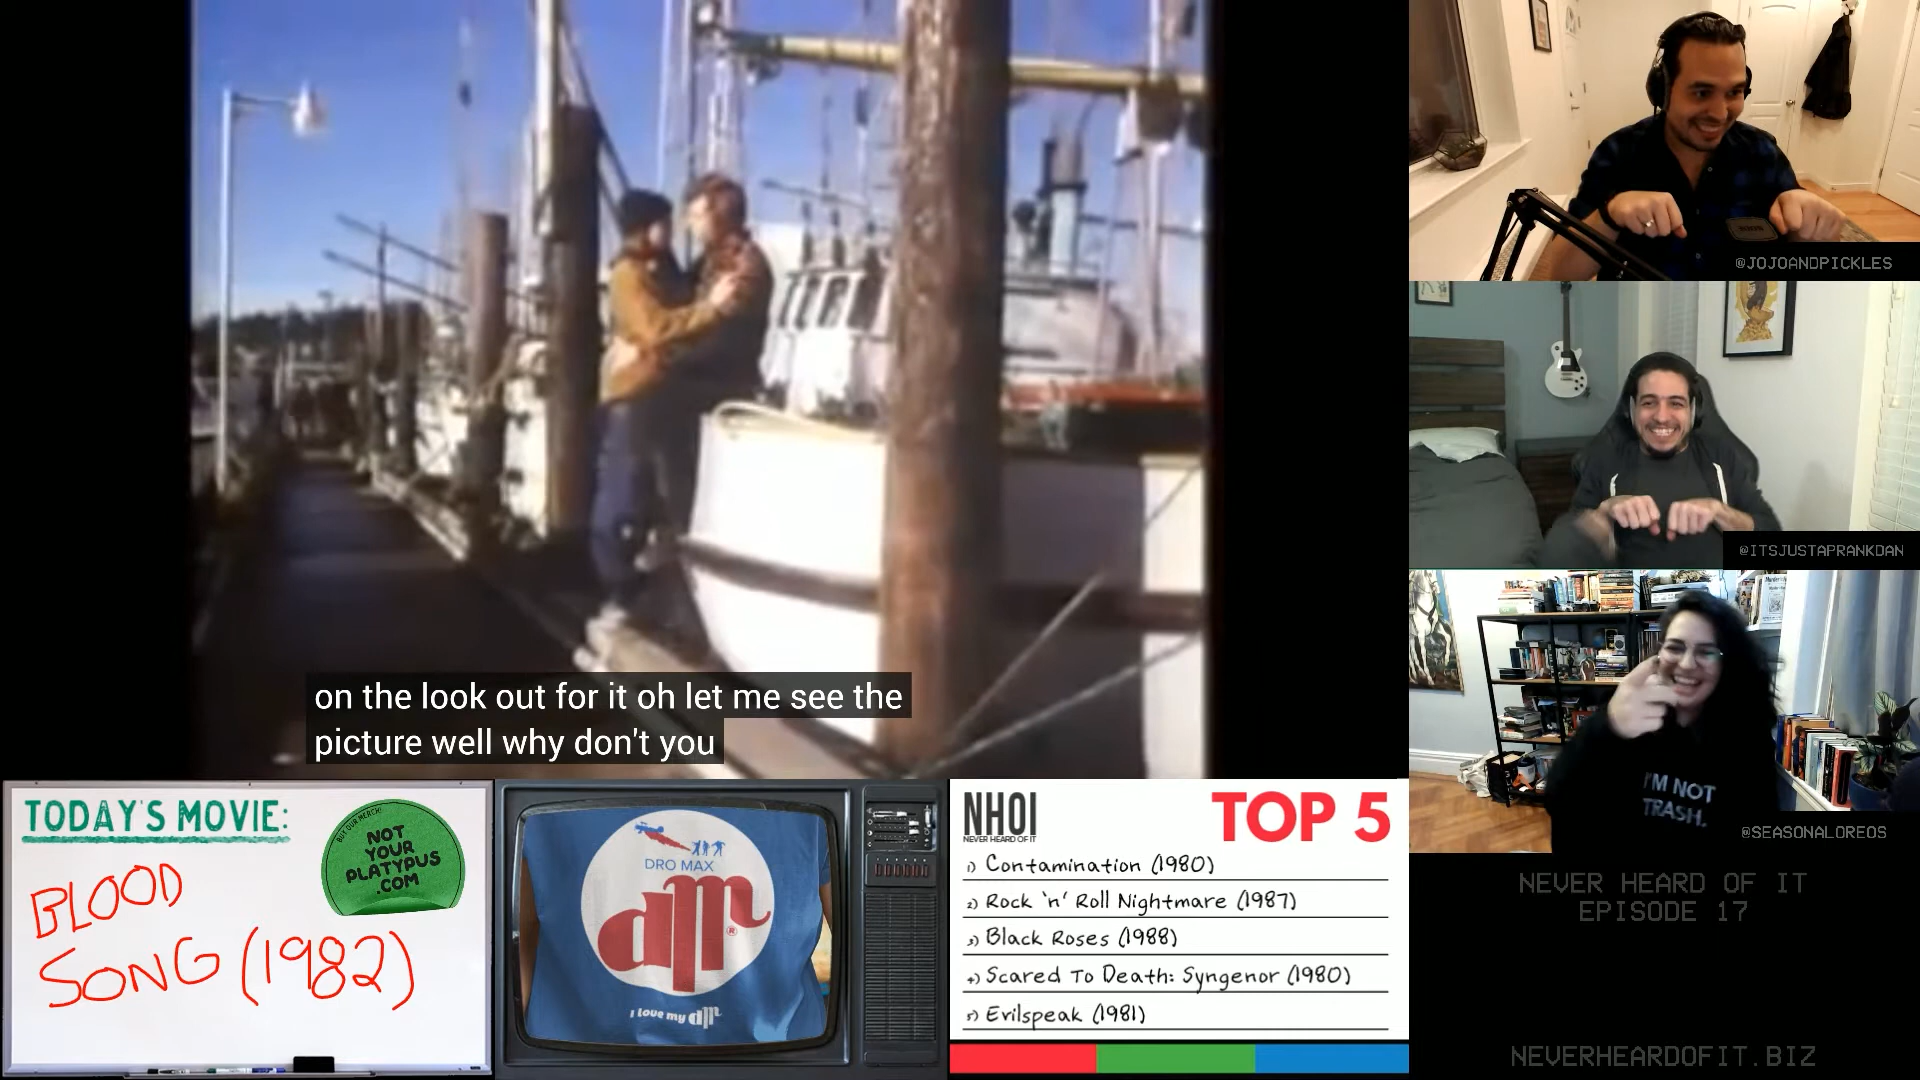 on the look out for it oh let me see the
picture well why don't you
@JOJOANDPICKLES
@ITSJUSTAPRANKDAN
I'M NOT
TRASH.
@SEASONALOREOS
TODAY'S MOVIE:
BLOOD
SONG (1982)
BUY OUR MERCH!
NOT
YOUR
PLATYPUS
.COM
DRO MAX
dm
®
I love my dm
NHOI
NEVER HEARD OF IT
TOP 5
1) Contamination (1980)
2) Rock 'n' Roll Nightmare (1987)
3) Black Roses (1988)
4) Scared To Death: Syngenor (1980)
5) Evilspeak (1981)
NEVER HEARD OF IT
EPISODE 17
NEVERHEARDOFIT.BIZ